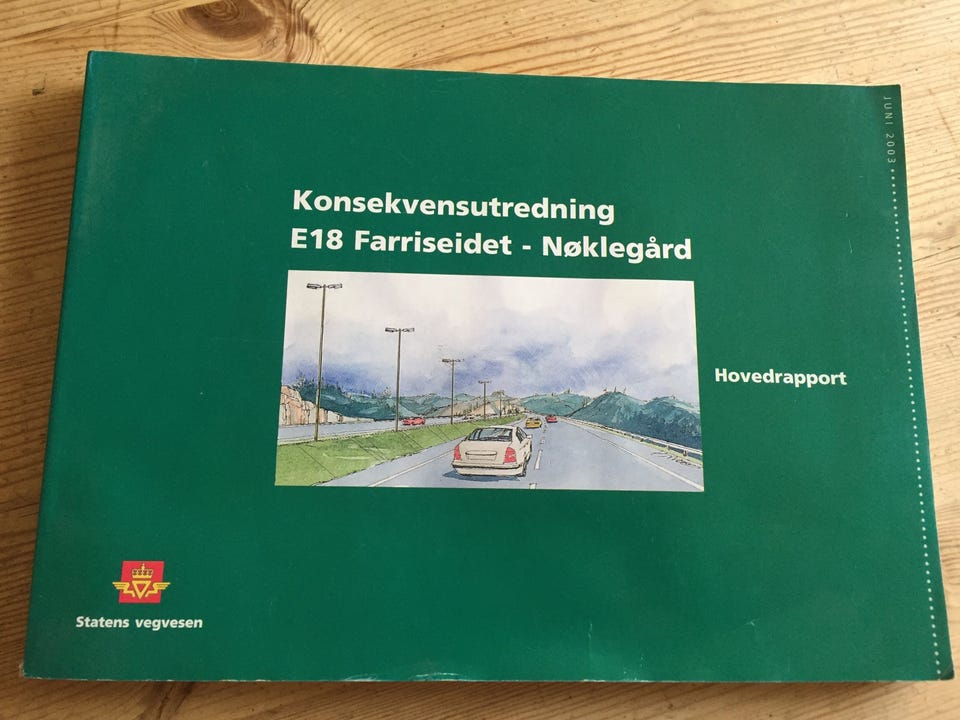 JUNI 2003
Konsekvensutredning
E18 Farriseidet - Nøklegård
Hovedrapport
Statens vegvesen